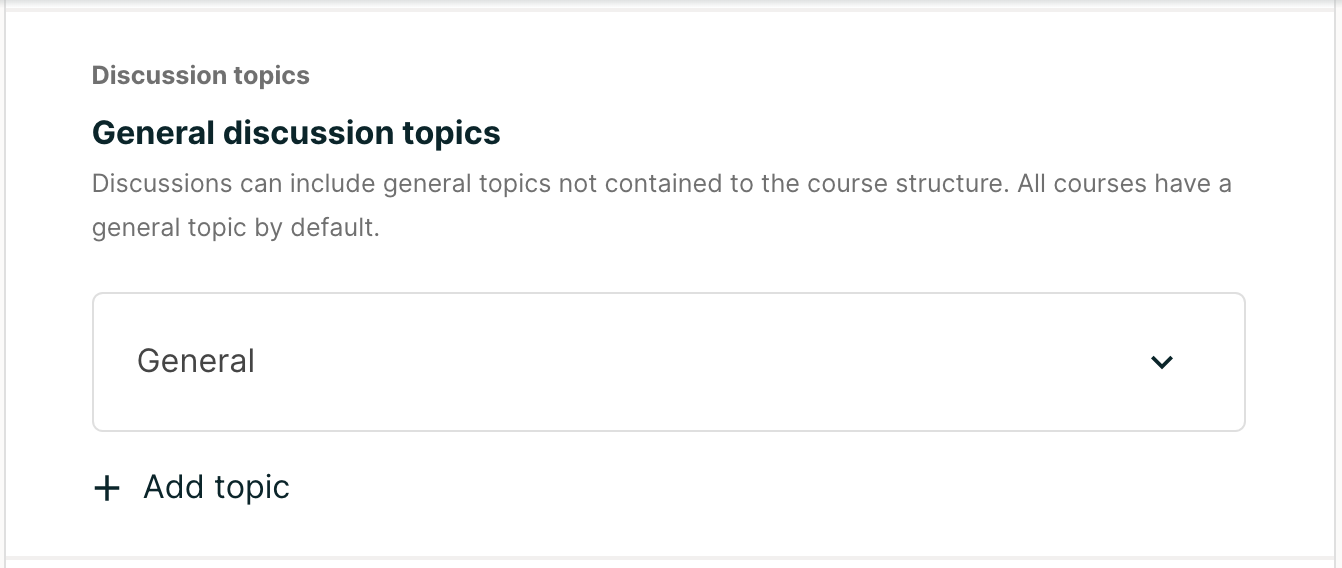 Discussion topics
General discussion topics
Discussions can include general topics not contained to the course structure. All courses have a
general topic by default.
General
Add topic